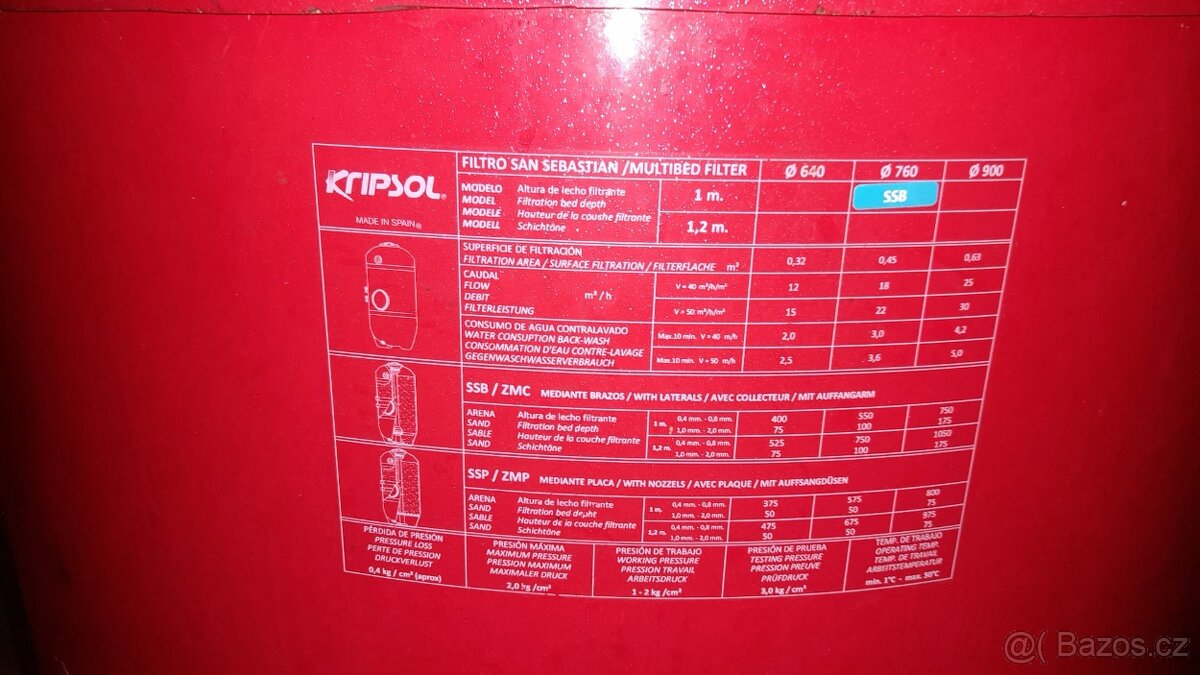 KRIPSOL®
MADE IN SPAIN®
FILTRO SAN SEBASTIAN /MULTIBED FILTER Ø 640 Ø 760 Ø 900
MODELO Altura de lecho filtrante
MODEL Filtration bed depth
MODELÉ Hauteur de la couche filtrante
MODELL Schichtöne
1 m. SSB
1,2 m.
SUPERFICIE DE FILTRACIÓN
FILTRATION AREA / SURFACE FILTRATION / FILTERFLACHE m² 0,32 0,45 0,63
CAUDAL
FLOW
DEBIT
FILTERLEISTUNG
m³ / h
V = 40 m³/h/m² 12 18 25
V = 50 m³/h/m² 15 22 30
CONSUMO DE AGUA CONTRALAVADO
WATER CONSUPTION BACK-WASH
CONSOMMATION D'EAU CONTRE-LAVAGE
GEGENWASCHWASSERVERBRAUCH
Max.10 min. V = 40 m/h 2,0 3,0 4,2
Max.10 min. V = 50 m/h 2,5 3,6 5,0
SSB / ZMC MEDIANTE BRAZOS / WITH LATERALS / AVEC COLLECTEUR / MIT AUFFANGARM
ARENA Altura de lecho filtrante
SAND Filtration bed depth
SABLE Hauteur de la couche filtrante
SAND Schichtöne
1 m. 0,4 mm. - 0,8 mm. 400 550 750
1,0 mm. - 2,0 mm. 75 100 175
1,2 m. 0,4 mm. - 0,8 mm. 525 750 1050
1,0 mm. - 2,0 mm. 75 100 175
SSP / ZMP MEDIANTE PLACA / WITH NOZZELS / AVEC PLAQUE / MIT AUFFSANGDÜSEN
ARENA Altura de lecho filtrante
SAND Filtration bed depht
SABLE Hauteur de la couche filtrante
SAND Schichtöne
1 m. 0,4 mm. - 0,8 mm. 375 575 800
1,0 mm. - 2,0 mm. 50 50 75
1,2 m. 0,4 mm. - 0,8 mm. 475 675 975
1,0 mm. - 2,0 mm. 50 50 75
PÉRDIDA DE PRESIÓN
PRESSURE LOSS
PERTE DE PRESSION
DRUCKVERLUST
0,4 kg / cm² (aprox)
PRESIÓN MÁXIMA
MAXIMUM PRESSURE
PRESSION MAXIMUM
MAXIMALER DRUCK
2,0 kg /cm²
PRESIÓN DE TRABAJO
WORKING PRESSURE
PRESSION TRAVAIL
ARBEITSDRUCK
1 - 2 kg /cm²
PRESIÓN DE PRUEBA
TESTING PRESSURE
PRESSION PREUVE
PRÜFDRUCK
3,0 kg /cm²
TEMP. DE TRABAJO
OPERATING TEMP.
TEMP. DE TRAVAIL
ARBEITSTEMPERATUR
min. 1°C - max. 50°C
Bazos.cz